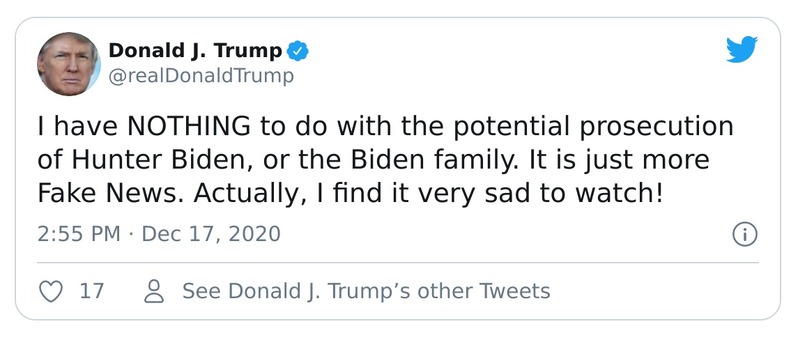 Donald J. Trump
@realDonaldTrump
I have NOTHING to do with the potential prosecution
of Hunter Biden, or the Biden family. It is just more
Fake News. Actually, I find it very sad to watch!
2:55 PM · Dec 17, 2020
17 See Donald J. Trump’s other Tweets